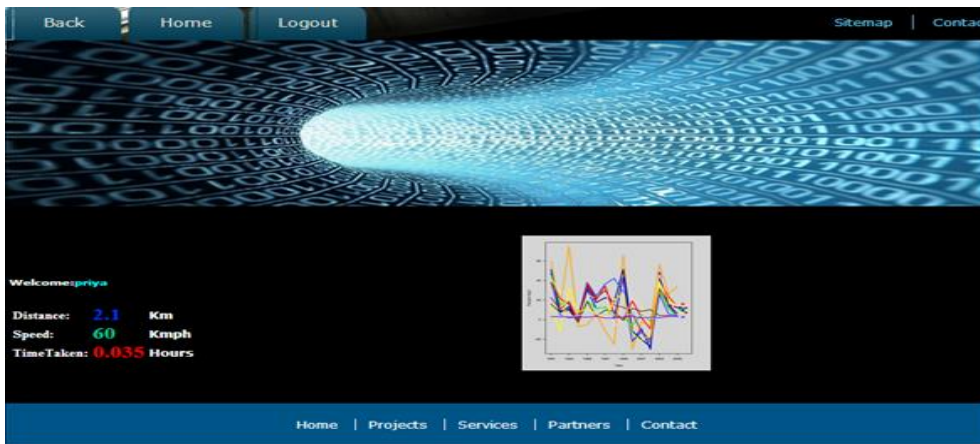 Back Home Logout Sitemap | Contac
Welcome:priya
Distance: 2.1 Km
Speed: 60 Kmph
TimeTaken: 0.035 Hours
Home | Projects | Services | Partners | Contact